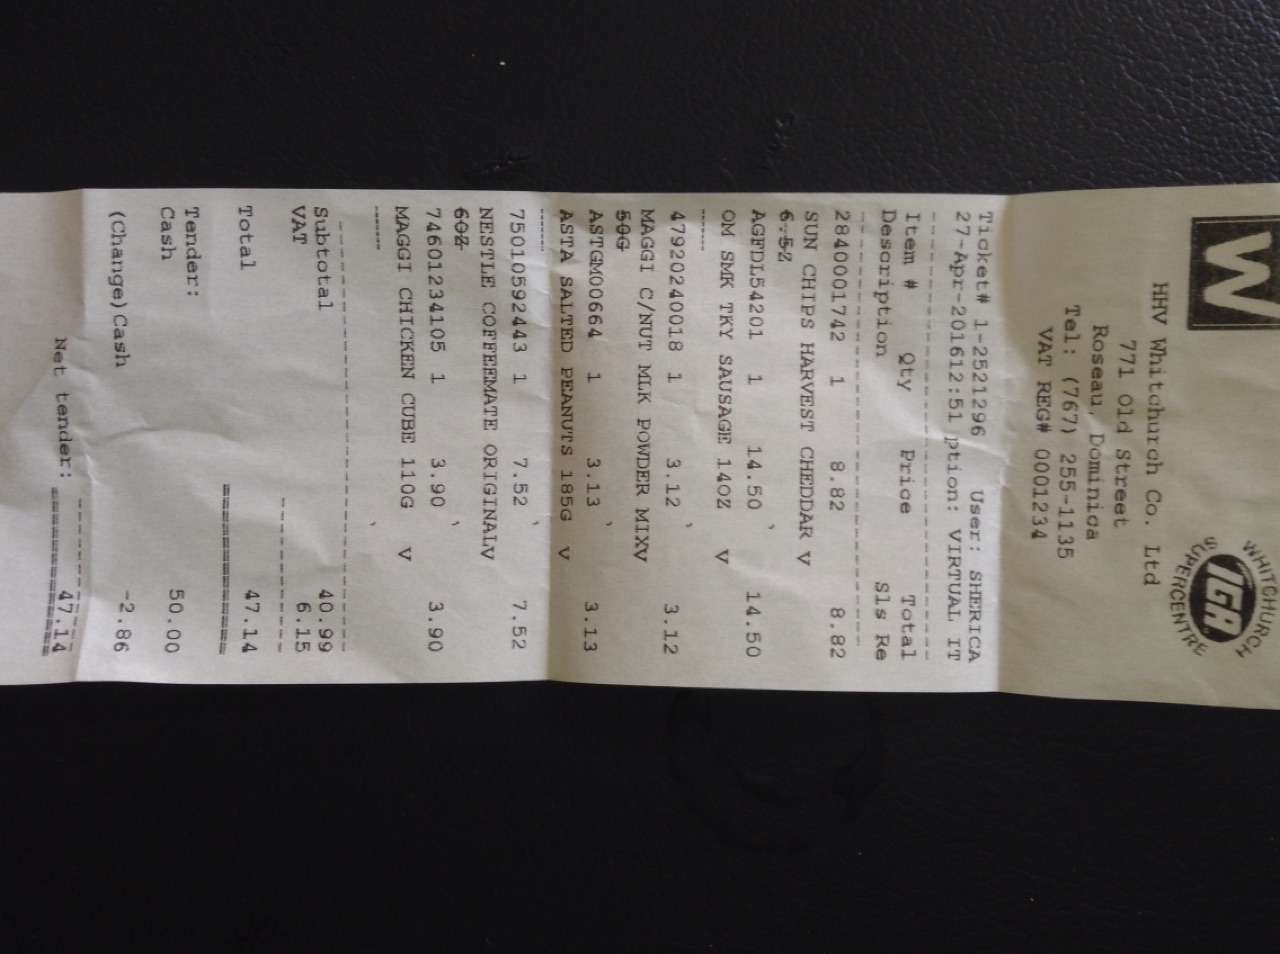 W
WHITCHURCH
IGA
SUPERCENTRE
HHV Whitchurch Co. Ltd
771 Old Street
Roseau, Dominica
Tel: (767) 255-1135
VAT REG# 0001234
Ticket# 1-2521296 User: SHERICA
27-Apr-201612:51 ption: VIRTUAL IT
Item # Qty Price Total
Description Sls Re
28400001742 1 8.82 8.82
SUN CHIPS HARVEST CHEDDAR V
6.5Z
AGFDL54201 1 14.50 14.50
OM SMK TKY SAUSAGE 14OZ V
47920240018 1 3.12 3.12
MAGGI C/NUT MLK POWDER MIXV
50G
ASTGM00664 1 3.13 3.13
ASTA SALTED PEANUTS 185G V
7501059224443 1 7.52 7.52
NESTLE COFFEEMATE ORIGINALV
6OZ
74601234105 1 3.90 3.90
MAGGI CHICKEN CUBE 110G V
Subtotal 40.99
VAT 6.15
Total 47.14
Tender:
Cash 50.00
(Change)Cash -2.86
Net tender: 47.14